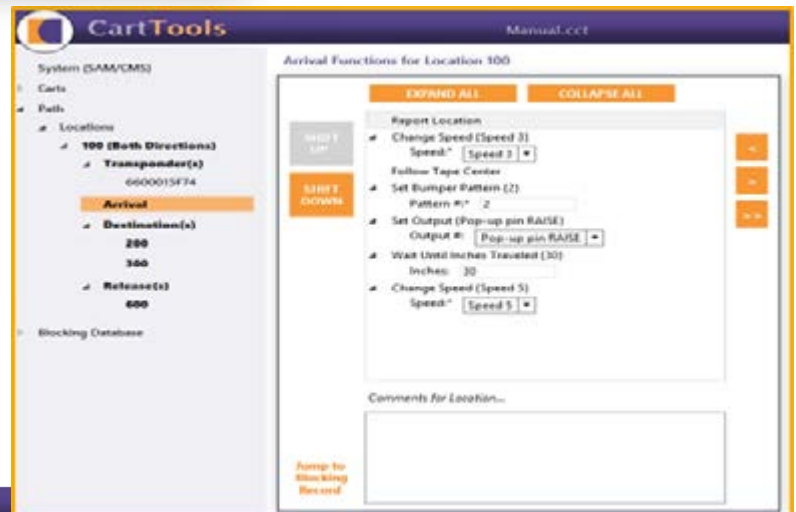 CartTools
Manual.cct
System (SAM/CMS)
Carts
Path
Locations
100 (Both Directions)
Transponder(s)
6600015F74
Arrival
Destination(s)
200
300
Release(s)
600
Blocking Database
Arrival Functions for Location 100
EXPAND ALL
COLLAPSE ALL
SHIFT UP
SHIFT DOWN
Report Location
Change Speed (Speed 3)
Speed:* Speed 3
Follow Tape Center
Set Bumper Pattern (2)
Pattern #:* 2
Set Output (Pop-up pin RAISE)
Output #: Pop-up pin RAISE
Wait Until Inches Traveled (30)
Inches: 30
Change Speed (Speed 5)
Speed:* Speed 5
<
>
>>
Comments for Location...
Jump to
Blocking
Record